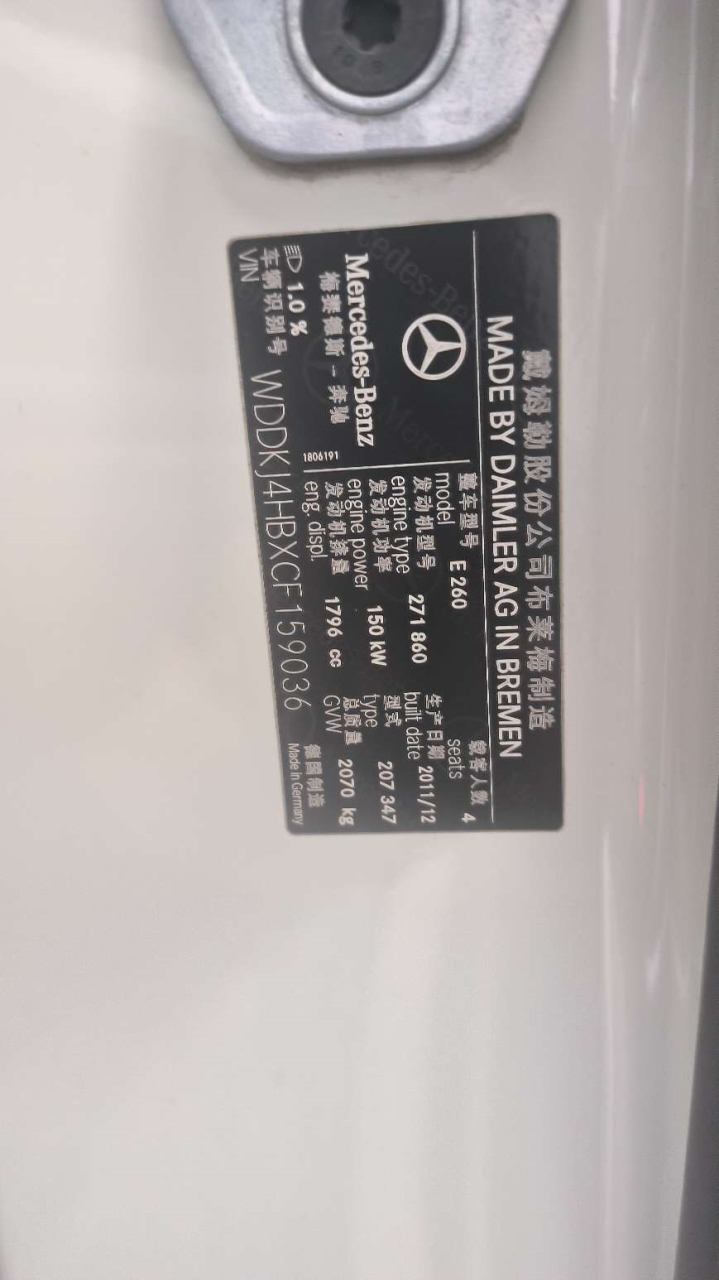 戴姆勒股份公司布莱梅制造
MADE BY DAIMLER AG IN BREMEN
Mercedes-Benz
梅赛德斯-奔驰
1806191
整车型号
model E 260
发动机型号
engine type 271 860
发动机功率
engine power 150 kW
发动机排量
eng. displ. 1796 cc
乘客人数
seats 4
生产日期
built date 2011/12
型式
type 207 347
总质量
GVW 2070 kg
1.0 %
车辆识别号
VIN WDDKJ4HBXCF159036
德国制造
Made in Germany